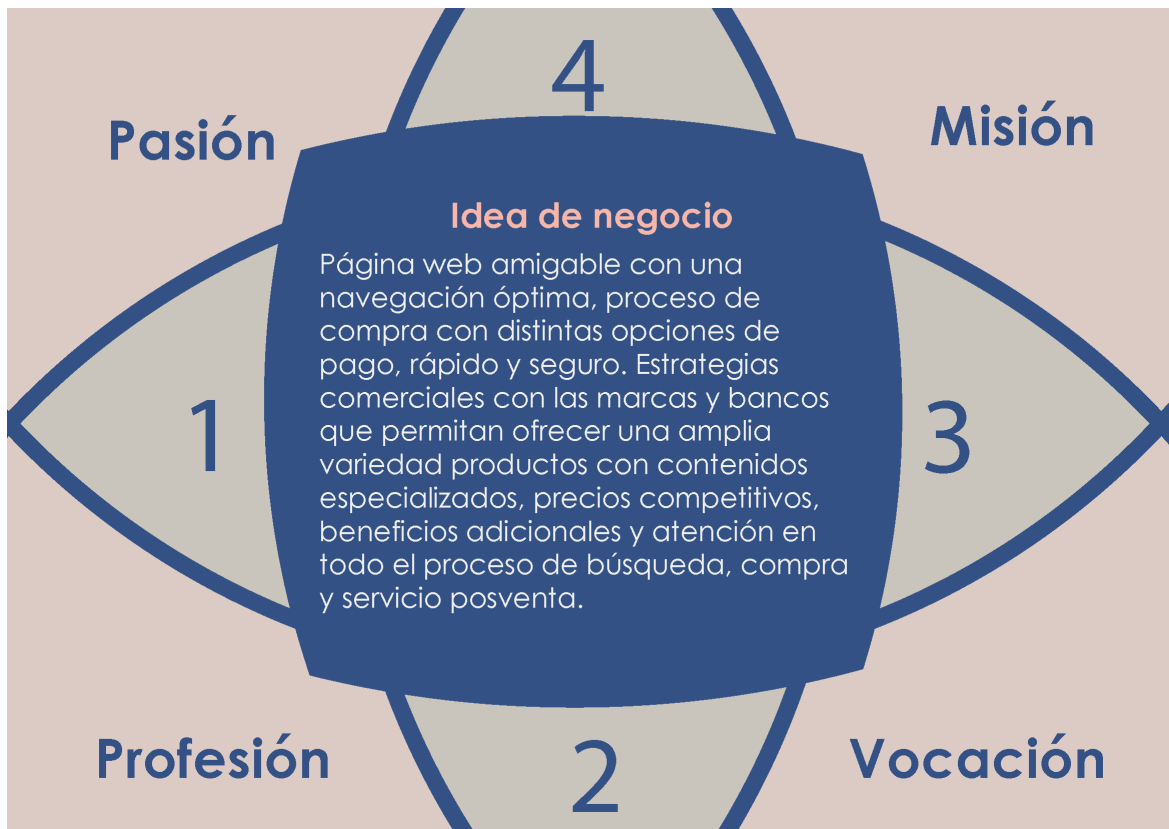 4
Pasión
Misión
Idea de negocio
Página web amigable con una
navegación óptima, proceso de
compra con distintas opciones de
pago, rápido y seguro. Estrategias
comerciales con las marcas y bancos
que permitan ofrecer una amplia
variedad productos con contenidos
especializados, precios competitivos,
beneficios adicionales y atención en
todo el proceso de búsqueda, compra
y servicio posventa.
1
3
Profesión
Vocación
2